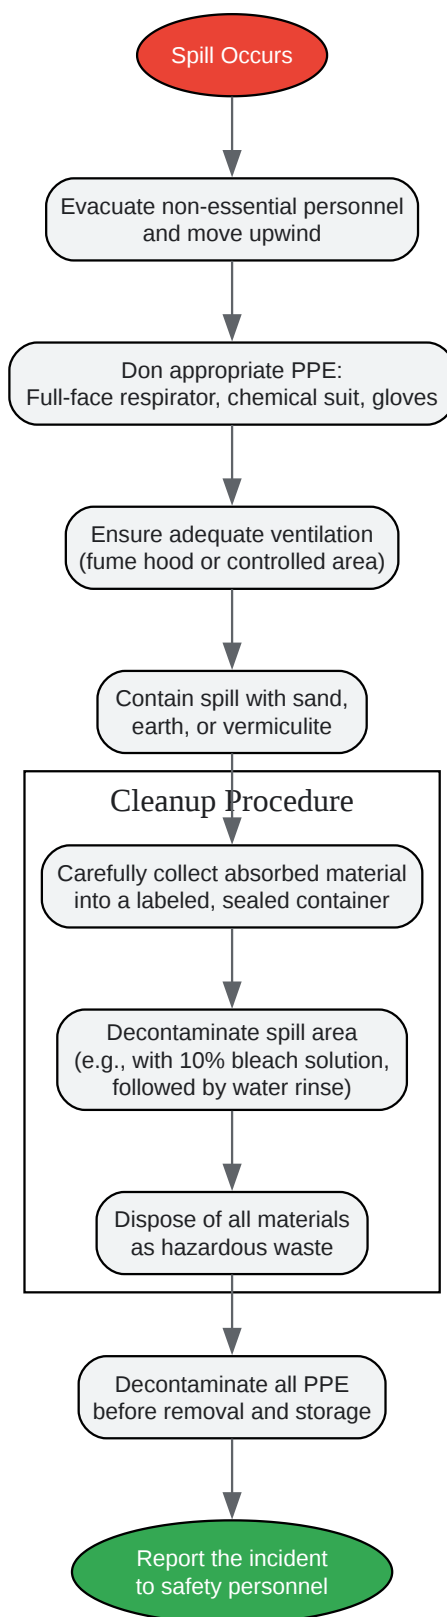 Spill Occurs
Evacuate non-essential personnel
and move upwind
Don appropriate PPE:
Full-face respirator, chemical suit, gloves
Ensure adequate ventilation
(fume hood or controlled area)
Contain spill with sand,
earth, or vermiculite
Cleanup Procedure
Carefully collect absorbed material
into a labeled, sealed container
Decontaminate spill area
(e.g., with 10% bleach solution,
followed by water rinse)
Dispose of all materials
as hazardous waste
Decontaminate all PPE
before removal and storage
Report the incident
to safety personnel